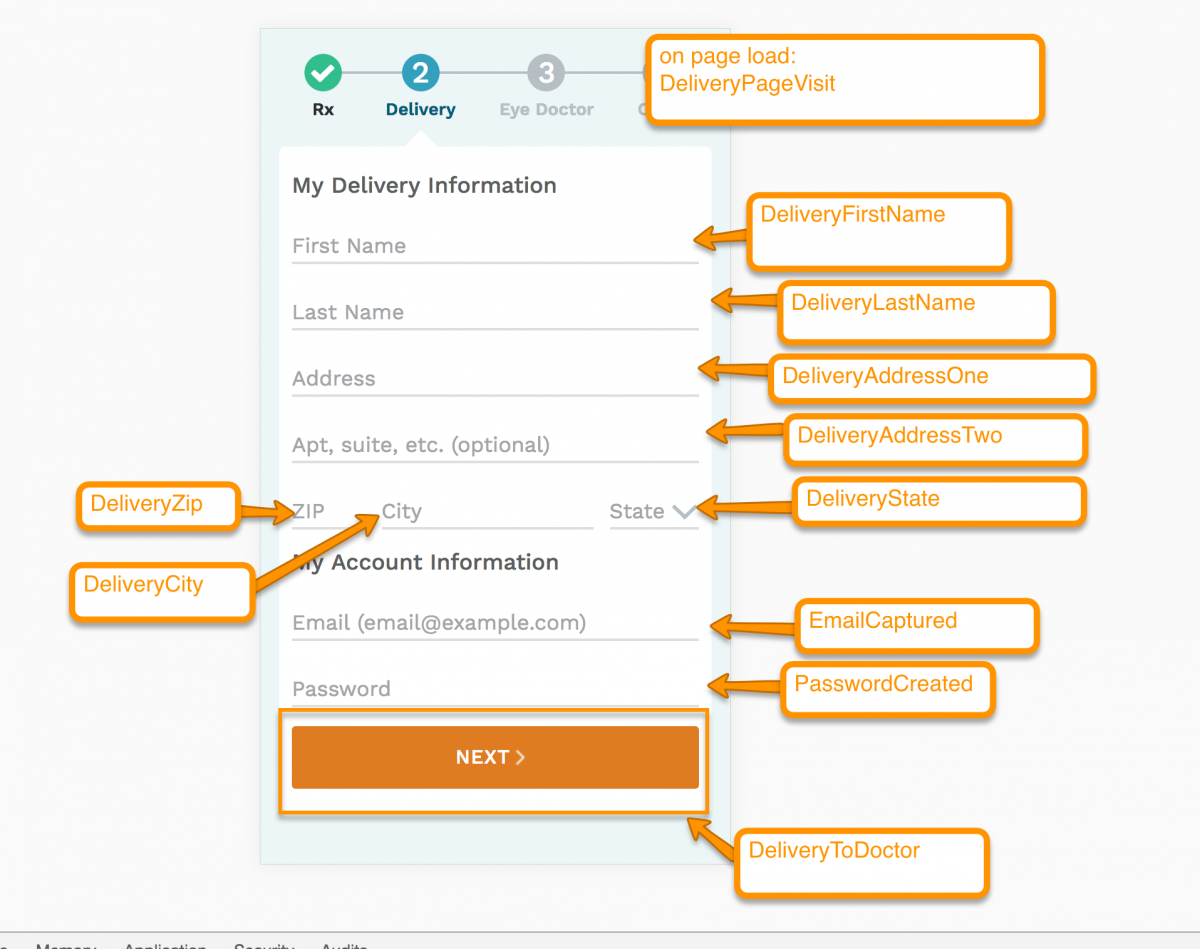 on page load:
DeliveryPageVisit
2
3
Rx
Delivery
Eye Doctor
My Delivery Information
DeliveryFirstName
First Name
DeliveryLastName
Last Name
DeliveryAddressOne
Address
DeliveryAddressTwo
Apt, suite, etc. (optional)
DeliveryZip
ZIP
City
State
DeliveryState
My Account Information
DeliveryCity
Email (email@example.com)
EmailCaptured
Password
PasswordCreated
NEXT >
DeliveryToDoctor
Memory
Application
Security
Audits